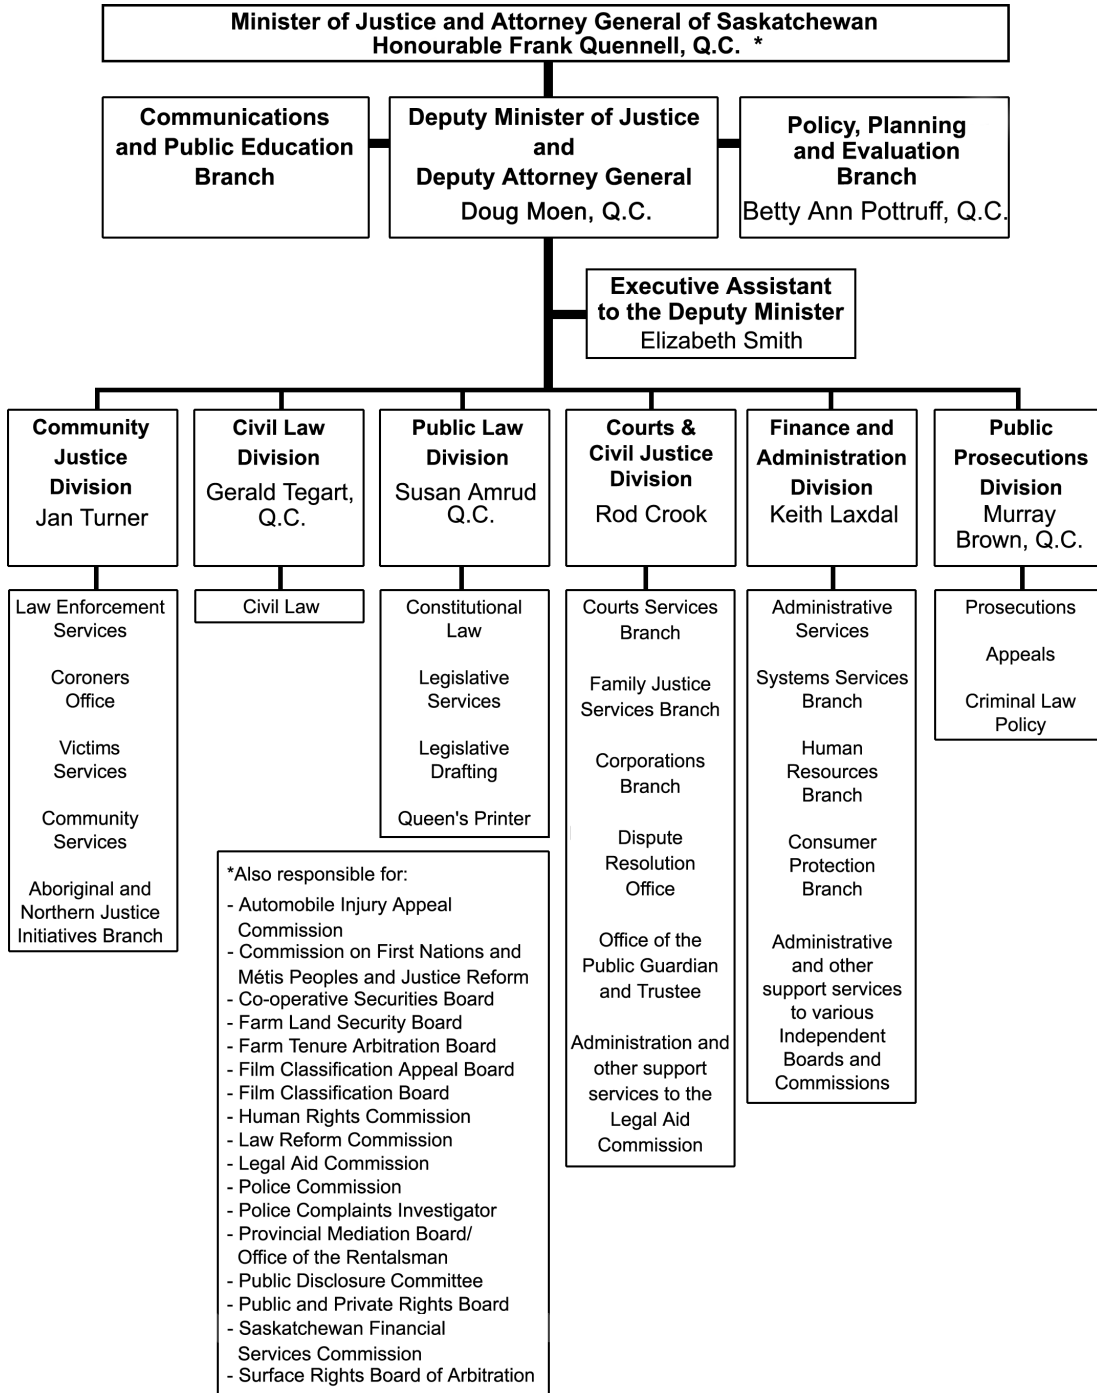 Minister of Justice and Attorney General of Saskatchewan
Honourable Frank Quennell, Q.C. *
Communications
and Public Education
Branch
Deputy Minister of Justice
and
Deputy Attorney General
Doug Moen, Q.C.
Policy, Planning
and Evaluation
Branch
Betty Ann Pottruff, Q.C.
Executive Assistant
to the Deputy Minister
Elizabeth Smith
Community
Justice
Division
Jan Turner
Civil Law
Division
Gerald Tegart,
Q.C.
Public Law
Division
Susan Amrud
Q.C.
Courts &
Civil Justice
Division
Rod Crook
Finance and
Administration
Division
Keith Laxdal
Public
Prosecutions
Division
Murray
Brown, Q.C.
Law Enforcement
Services
Coroners
Office
Victims
Services
Community
Services
Aboriginal and
Northern Justice
Initiatives Branch
Civil Law
Constitutional
Law
Legislative
Services
Legislative
Drafting
Queen's Printer
Courts Services
Branch
Family Justice
Services Branch
Corporations
Branch
Dispute
Resolution
Office
Office of the
Public Guardian
and Trustee
Administration and
other support
services to the
Legal Aid
Commission
Administrative
Services
Systems Services
Branch
Human
Resources
Branch
Consumer
Protection
Branch
Administrative
and other
support services
to various
Independent
Boards and
Commissions
Prosecutions
Appeals
Criminal Law
Policy
*Also responsible for:
- Automobile Injury Appeal
Commission
- Commission on First Nations and
Métis Peoples and Justice Reform
- Co-operative Securities Board
- Farm Land Security Board
- Farm Tenure Arbitration Board
- Film Classification Appeal Board
- Film Classification Board
- Human Rights Commission
- Law Reform Commission
- Legal Aid Commission
- Police Commission
- Police Complaints Investigator
- Provincial Mediation Board/
Office of the Rentalsman
- Public Disclosure Committee
- Public and Private Rights Board
- Saskatchewan Financial
Services Commission
- Surface Rights Board of Arbitration